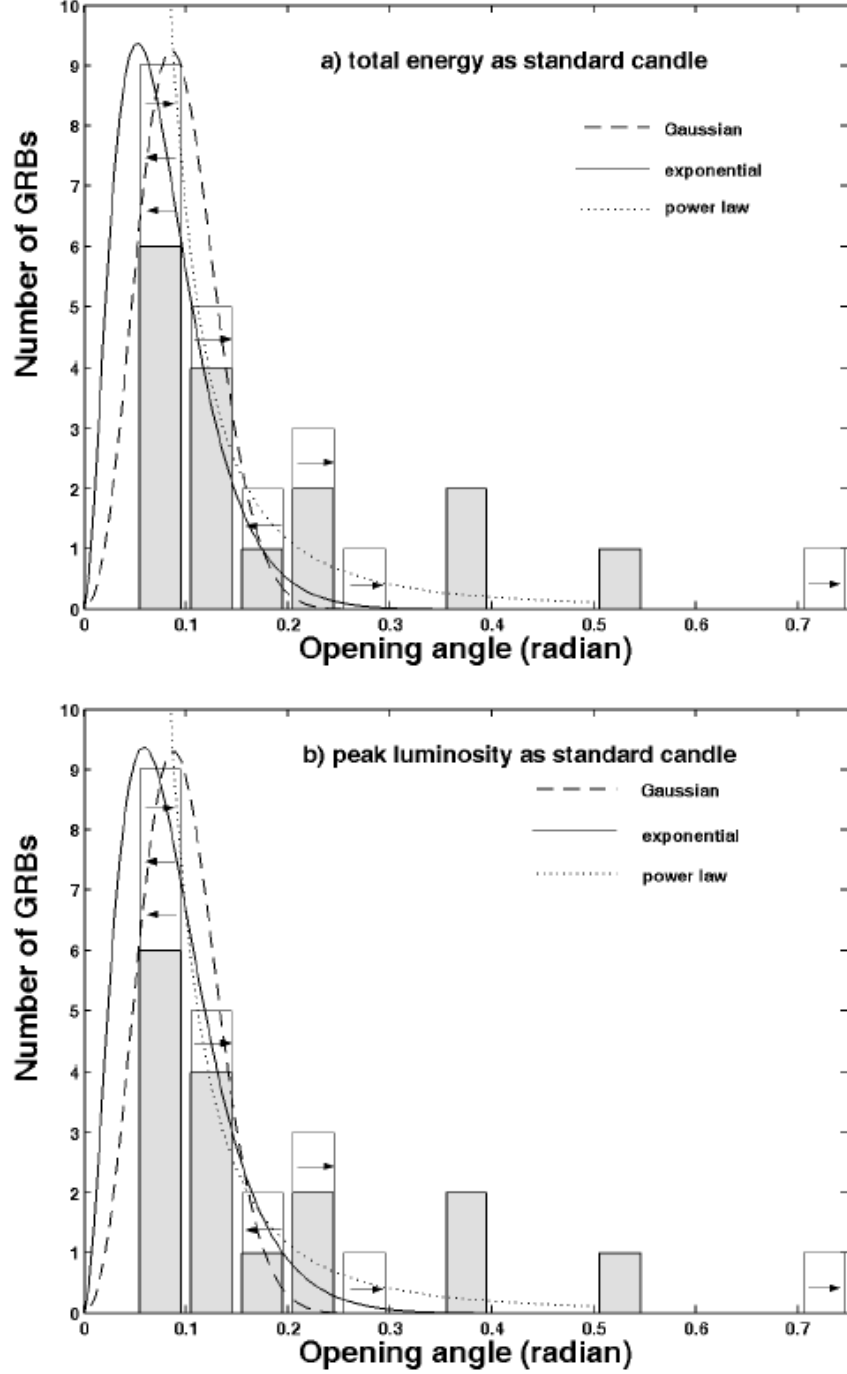 10
a) total energy as standard candle
9
8
Gaussian
7
exponential
power law
6
5
4
3
2
1
0
Number of GRBs
0 0.1 0.2 0.3 0.4 0.5 0.6 0.7
Opening angle (radian)
10
b) peak luminosity as standard candle
9
Gaussian
8
exponential
7
power law
6
5
4
3
2
1
0
Number of GRBs
0 0.1 0.2 0.3 0.4 0.5 0.6 0.7
Opening angle (radian)